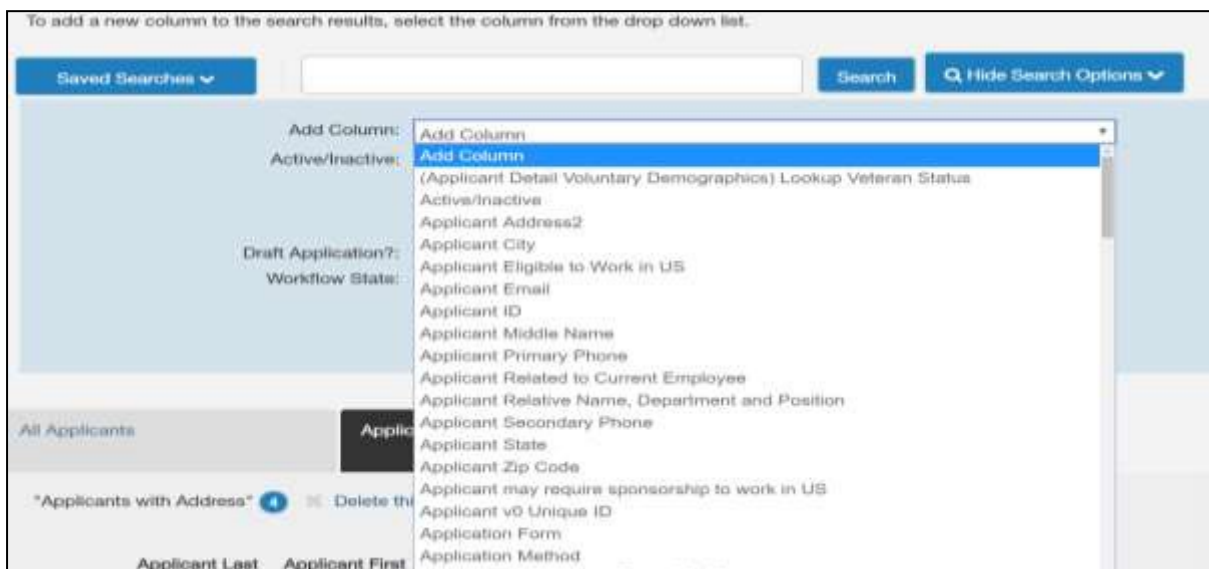 To add a new column to the search results, select the column from the drop down list.
Saved Searches
Search
Hide Search Options
Add Column:
Add Column
Active/Inactive:
Add Column
(Applicant Detail Voluntary Demographics) Lookup Veteran Status
Active/Inactive
Applicant Address2
Applicant City
Draft Application?:
Applicant Eligible to Work in US
Workflow State:
Applicant Email
Applicant ID
Applicant Middle Name
Applicant Primary Phone
Applicant Related to Current Employee
Applicant Relative Name, Department and Position
All Applicants
Applic
Applicant Secondary Phone
Applicant State
Applicant Zip Code
"Applicants with Address" 4 Delete thi
Applicant may require sponsorship to work in US
Applicant v0 Unique ID
Application Form
Applicant Last Applicant First
Application Method